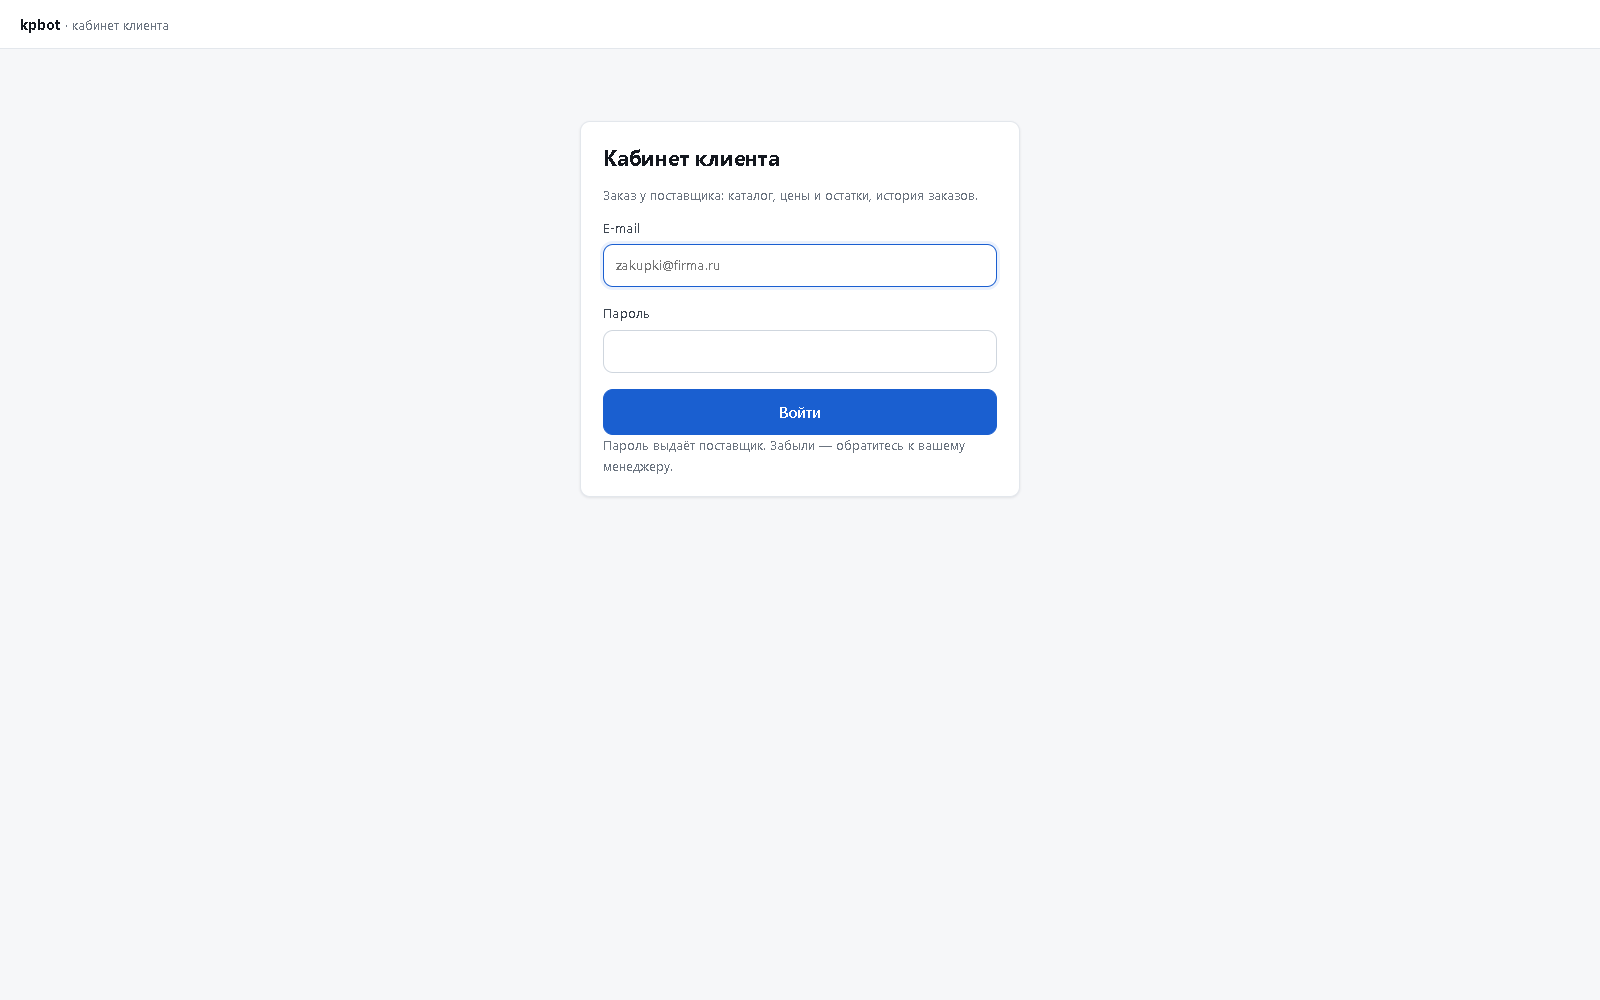 kpbot · кабинет клиента
Кабинет клиента
Заказ у поставщика: каталог, цены и остатки, история заказов.
E-mail
zakupki@firma.ru
Пароль
Войти
Пароль выдаёт поставщик. Забыли — обратитесь к вашему
менеджеру.